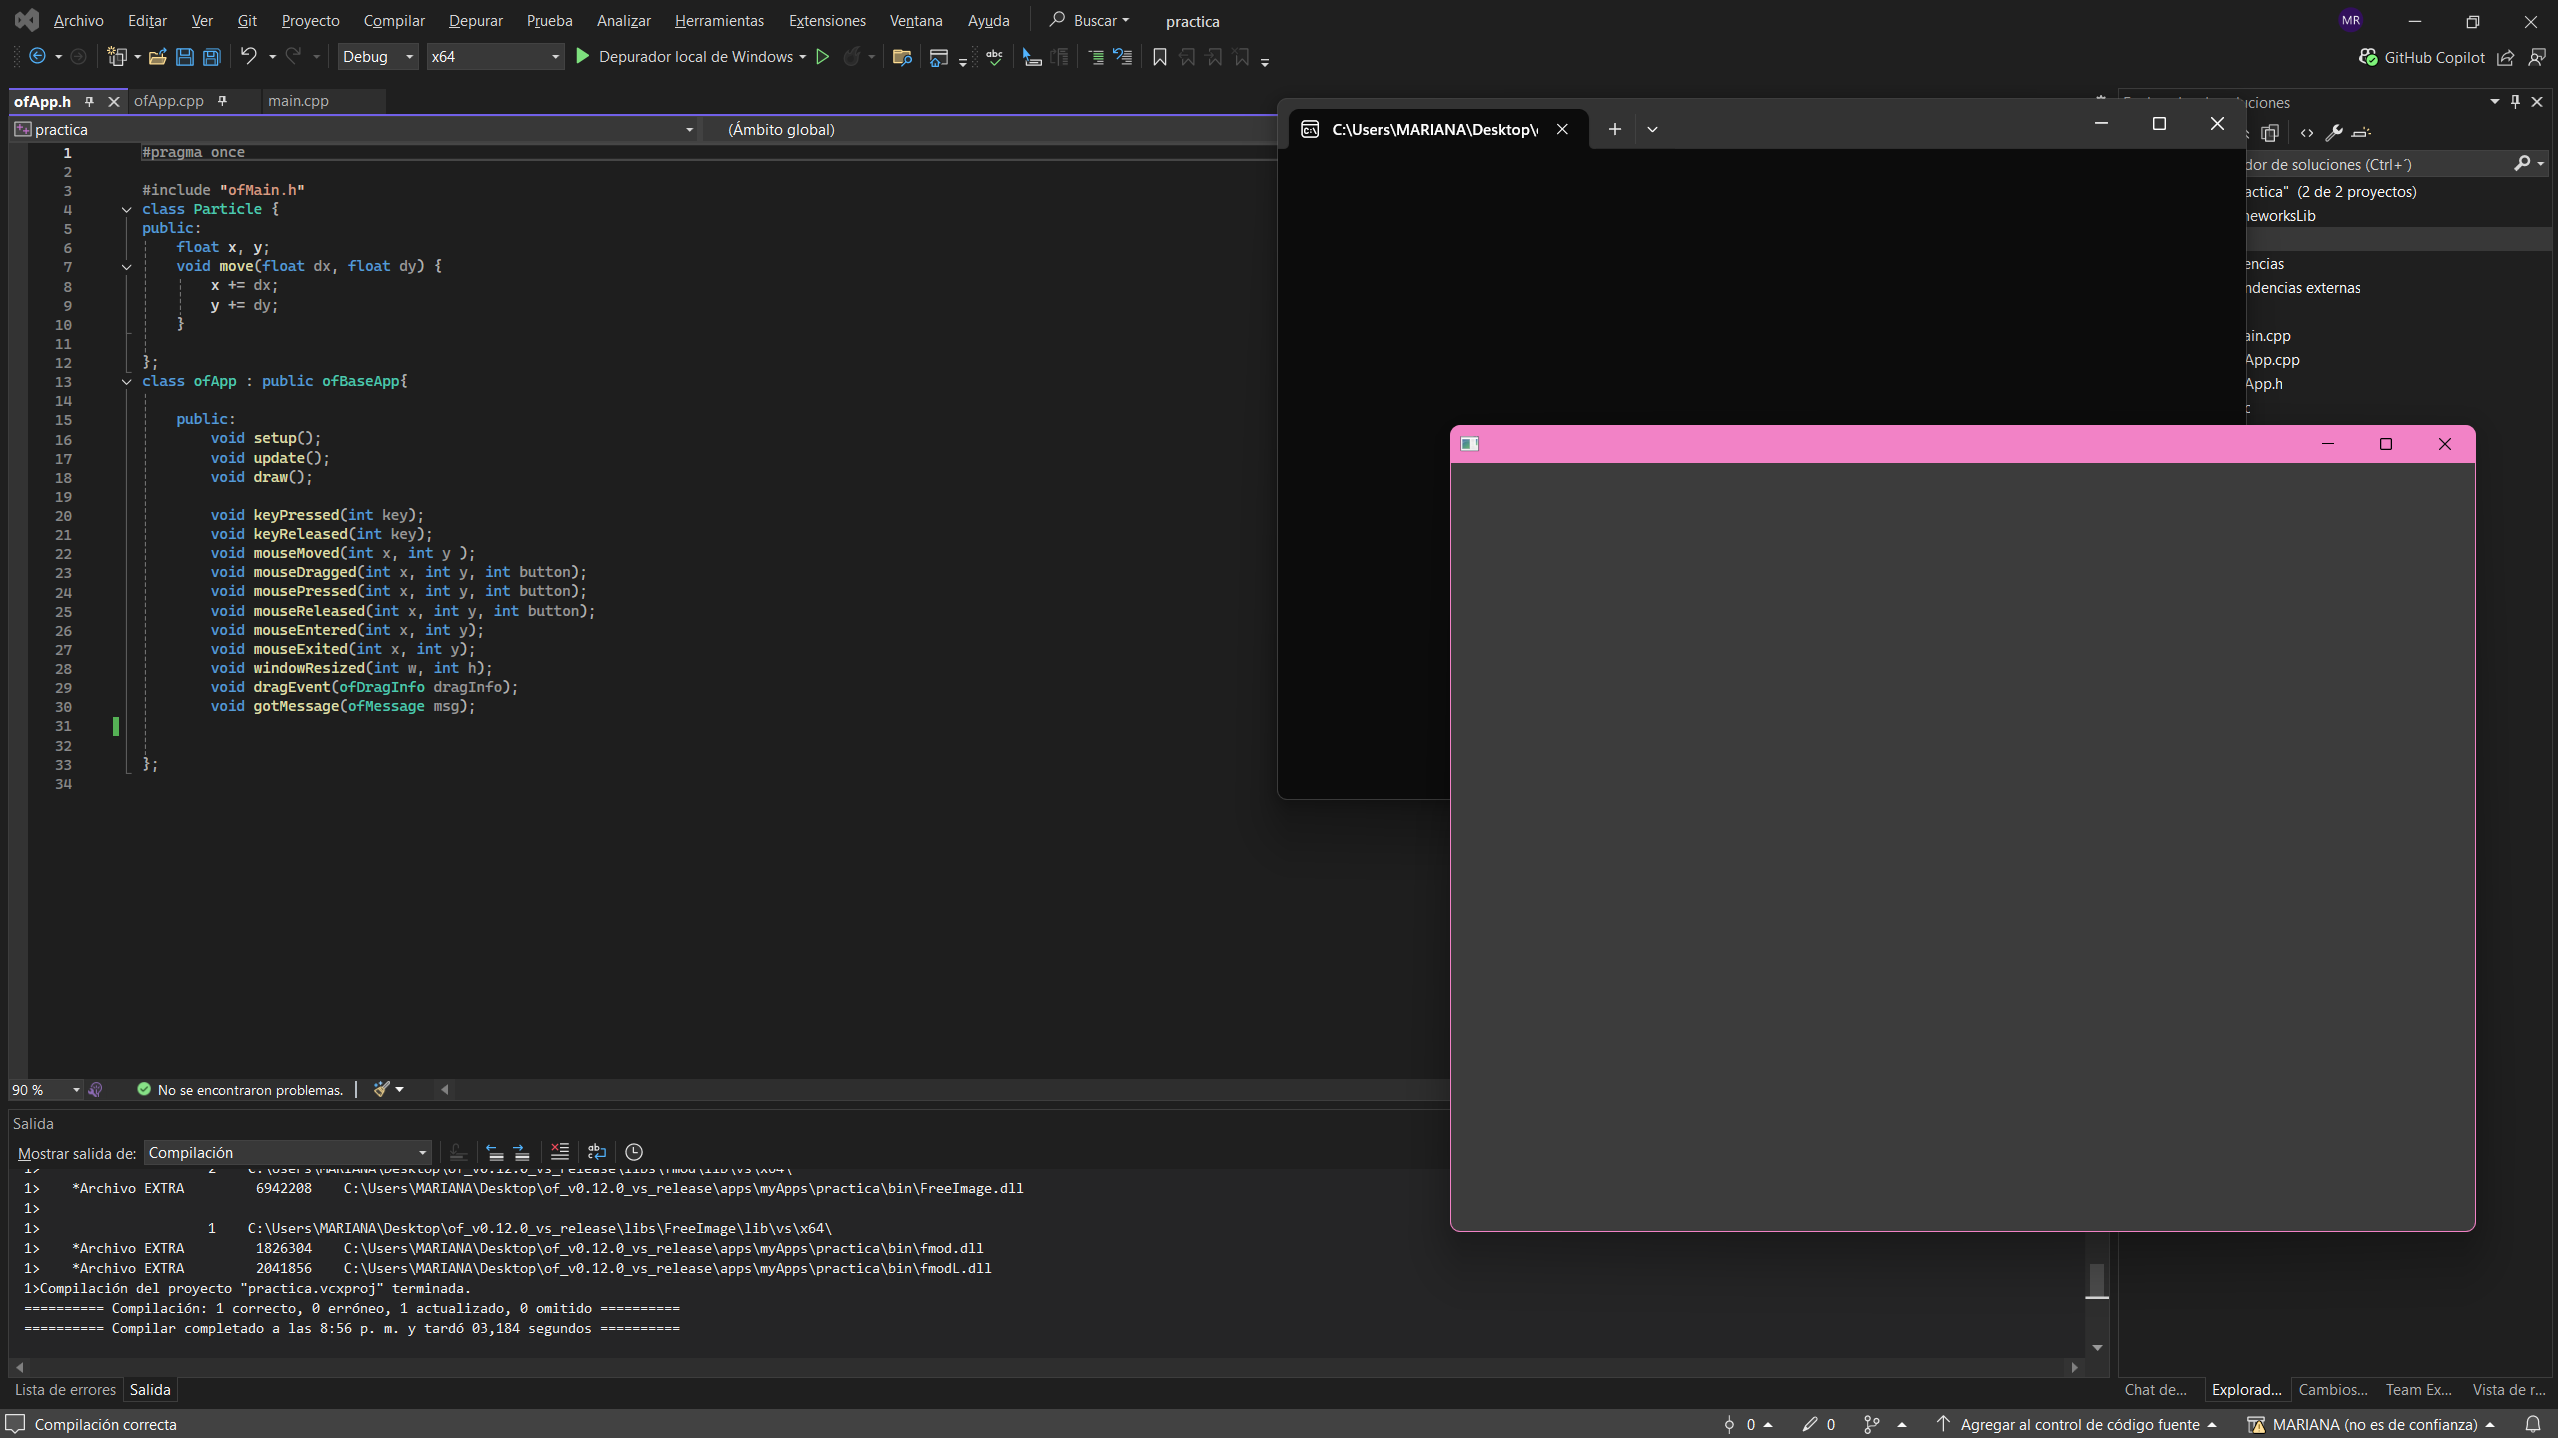 Archivo Editar Ver Git Proyecto Compilar Depurar Prueba Analizar Herramientas Extensiones Ventana Ayuda Buscar practica MR
Debug x64 Depurador local de Windows GitHub Copilot
ofApp.h ofApp.cpp main.cpp
practica (Ámbito global)
1 #pragma once
2
3 #include "ofMain.h"
4 class Particle {
5 public:
6 float x, y;
7 void move(float dx, float dy) {
8 x += dx;
9 y += dy;
10 }
11
12 };
13 class ofApp : public ofBaseApp{
14
15 public:
16 void setup();
17 void update();
18 void draw();
19
20 void keyPressed(int key);
21 void keyReleased(int key);
22 void mouseMoved(int x, int y );
23 void mouseDragged(int x, int y, int button);
24 void mousePressed(int x, int y, int button);
25 void mouseReleased(int x, int y, int button);
26 void mouseEntered(int x, int y);
27 void mouseExited(int x, int y);
28 void windowResized(int w, int h);
29 void dragEvent(ofDragInfo dragInfo);
30 void gotMessage(ofMessage msg);
31
32
33 };
34
C:\Users\MARIANA\Desktop\
uciones
dor de soluciones (Ctrl+´)
actica" (2 de 2 proyectos)
neworksLib
encias
ndencias externas
ain.cpp
App.cpp
App.h
90 % No se encontraron problemas.
Salida
Mostrar salida de: Compilación
1> 2 C:\Users\MARIANA\Desktop\of_v0.12.0_vs_release\libs\fmod\lib\vs\x64\
1> *Archivo EXTRA 6942208 C:\Users\MARIANA\Desktop\of_v0.12.0_vs_release\apps\myApps\practica\bin\FreeImage.dll
1>
1> 1 C:\Users\MARIANA\Desktop\of_v0.12.0_vs_release\libs\FreeImage\lib\vs\x64\
1> *Archivo EXTRA 1826304 C:\Users\MARIANA\Desktop\of_v0.12.0_vs_release\apps\myApps\practica\bin\fmod.dll
1> *Archivo EXTRA 2041856 C:\Users\MARIANA\Desktop\of_v0.12.0_vs_release\apps\myApps\practica\bin\fmodL.dll
1>Compilación del proyecto "practica.vcxproj" terminada.
========== Compilación: 1 correcto, 0 erróneo, 1 actualizado, 0 omitido ==========
========== Compilar completado a las 8:56 p. m. y tardó 03,184 segundos ==========
Lista de errores Salida Chat de... Explorad... Cambios... Team Ex... Vista de r...
Compilación correcta 0 0 Agregar al control de código fuente MARIANA (no es de confianza)